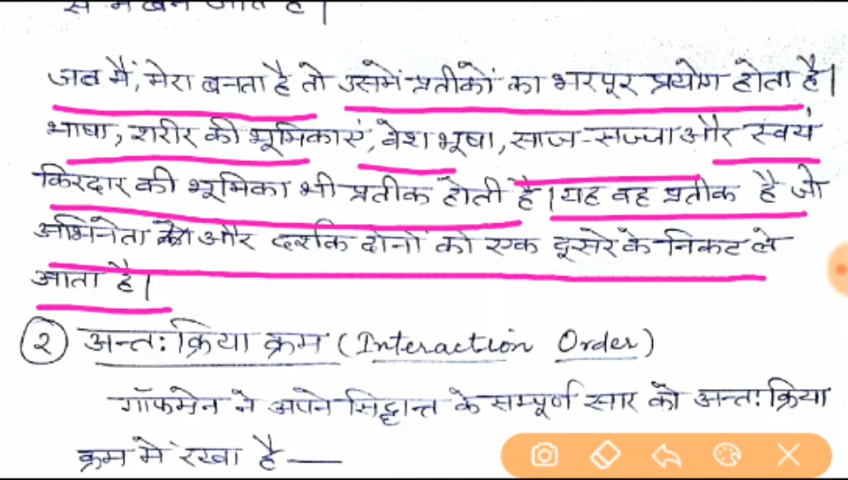 जब मैं, मेरा बनता है तो उसमें प्रतीकों का भरपूर प्रयोग होता है।
भाषा, शरीर की भूमिकाएं, वेश भूषा, साज-सज्जा और स्वयं
किरदार की भूमिका भी प्रतीक होती है। यह वह प्रतीक है जो
अभिनेता और दर्शक दोनों को एक दूसरे के निकट ले
आता है।
(२) अन्तः क्रिया क्रम (Interaction Order)
गॉफमेन ने अपने सिद्धान्त के सम्पूर्ण सार को अन्तःक्रिया
क्रम में रखा है —